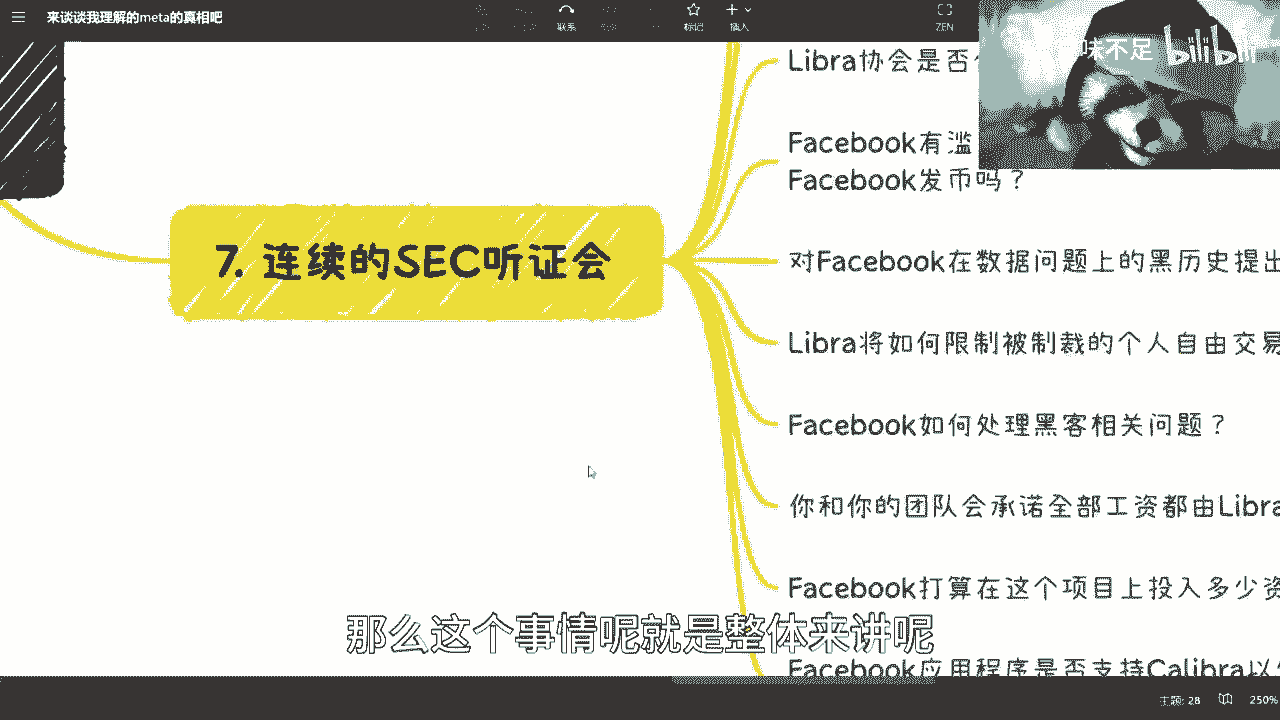 来谈谈我理解的meta的真相吧
联系
标记
插入
ZEN
味不足 bilibili
Libra协会是否
Facebook有滥
Facebook发币吗？
7. 连续的SEC听证会
对Facebook在数据问题上的黑历史提出
Libra将如何限制被制裁的个人自由交易
Facebook如何处理黑客相关问题？
你和你的团队会承诺全部工资都由Libra
Facebook打算在这个项目上投入多少资
那么这个事情呢就是整体来讲呢
Facebook应用程序是否支持Calibra以
主题: 28
250%